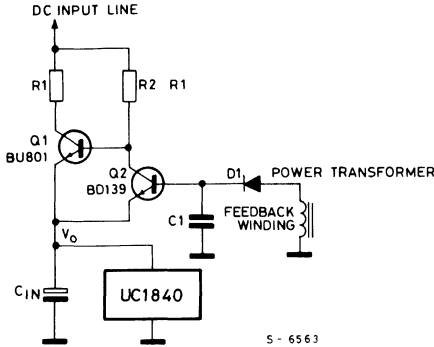 DC INPUT LINE
R1
R2 R1
Q1
BU801
Q2
BD139
D1
POWER TRANSFORMER
C1
FEEDBACK
WINDING
Vo
CIN
UC1840
S - 6563